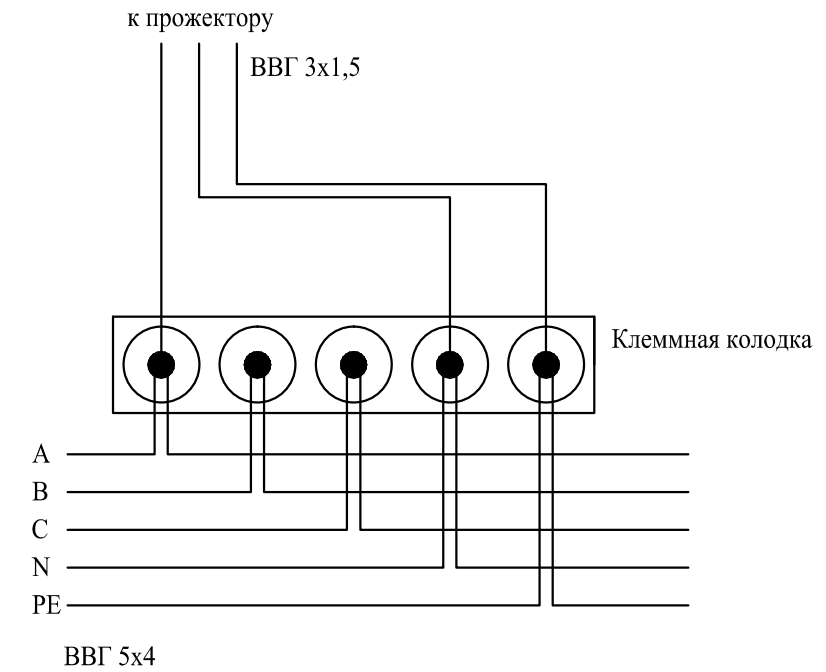 к прожектору
ВВГ 3х1,5
Клеммная колодка
A
B
C
N
PE
ВВГ 5х4